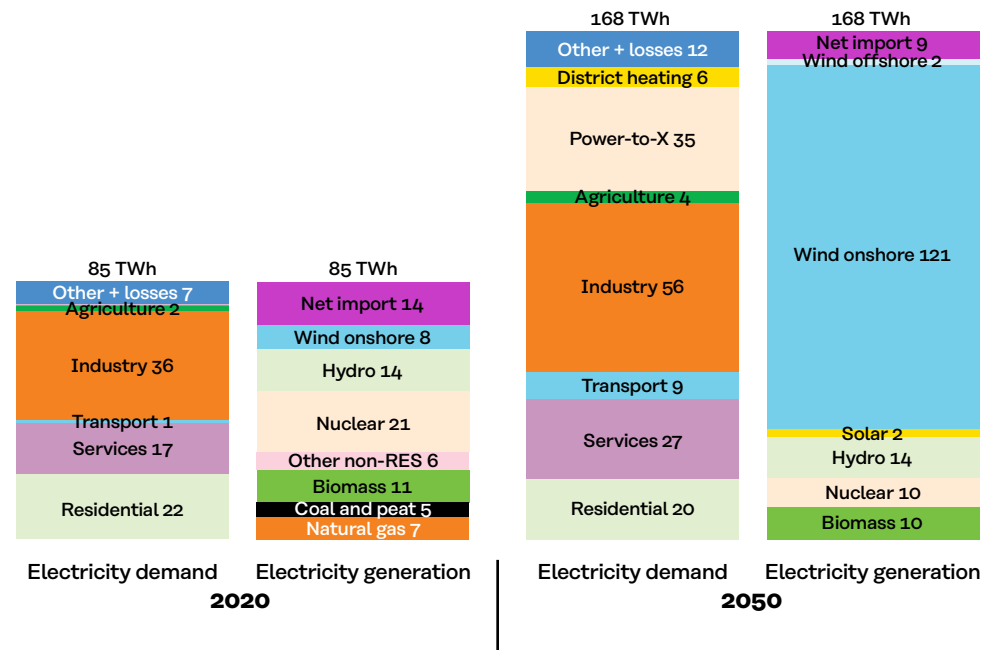 168 TWh
168 TWh
Other + losses 12
District heating 6
Power-to-X 35
Agriculture 4
Industry 56
Transport 9
Services 27
Residential 20
Net import 9
Wind offshore 2
Wind onshore 121
Solar 2
Hydro 14
Nuclear 10
Biomass 10
85 TWh
85 TWh
Other + losses 7
Agriculture 2
Industry 36
Transport 1
Services 17
Residential 22
Net import 14
Wind onshore 8
Hydro 14
Nuclear 21
Other non-RES 6
Biomass 11
Coal and peat 5
Natural gas 7
Electricity demand
Electricity generation
2020
Electricity demand
Electricity generation
2050